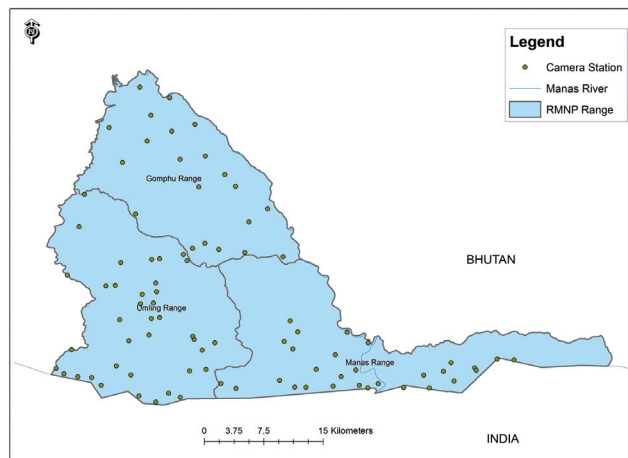 N
Legend
Camera Station
Manas River
RMNP Range
Gomphu Range
BHUTAN
Umling Range
Manas Range
0 3.75 7.5 15 Kilometers
INDIA